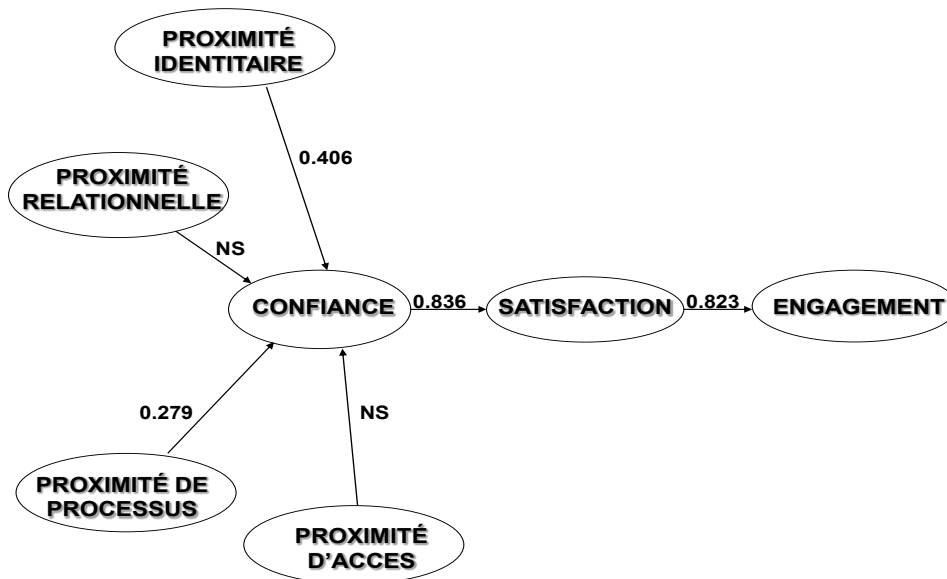 PROXIMITÉ
IDENTITAIRE
0.406
PROXIMITÉ
RELATIONNELLE
NS
CONFIANCE
0.836
SATISFACTION
0.823
ENGAGEMENT
0.279
NS
PROXIMITÉ DE
PROCESSUS
PROXIMITÉ
D’ACCES